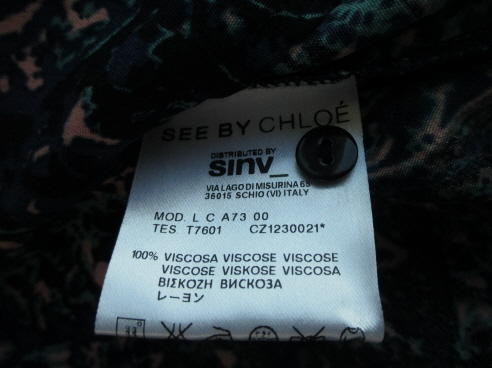 SEE BY CHLOÉ
DISTRIBUTED BY
sinv_
VIA LAGO DI MISURINA 65
36015 SCHIO (VI) ITALY
MOD. L C A73 00
TES. T7601 CZ1230021*
100% VISCOSA VISCOSE VISCOSE
VISCOSE VISKOSE VISCOSA
ΒΙΣΚΟΖΗ ВИСКОЗА
レーヨン